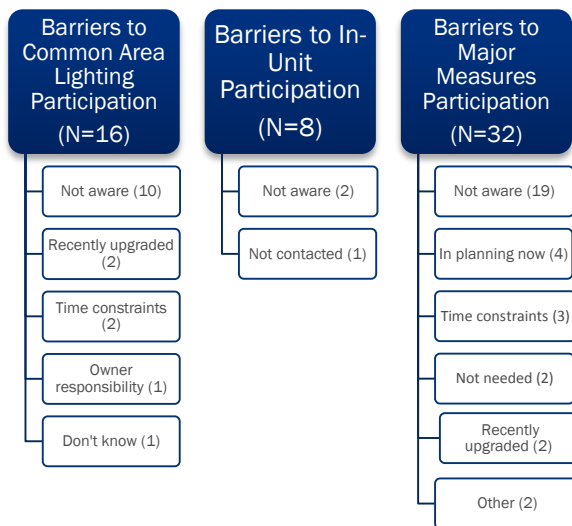 Barriers to
Common Area
Lighting
Participation
(N=16)
Not aware (10)
Recently upgraded
(2)
Time constraints
(2)
Owner
responsibility (1)
Don't know (1)
Barriers to In-
Unit
Participation
(N=8)
Not aware (2)
Not contacted (1)
Barriers to
Major
Measures
Participation
(N=32)
Not aware (19)
In planning now (4)
Time constraints (3)
Not needed (2)
Recently
upgraded (2)
Other (2)